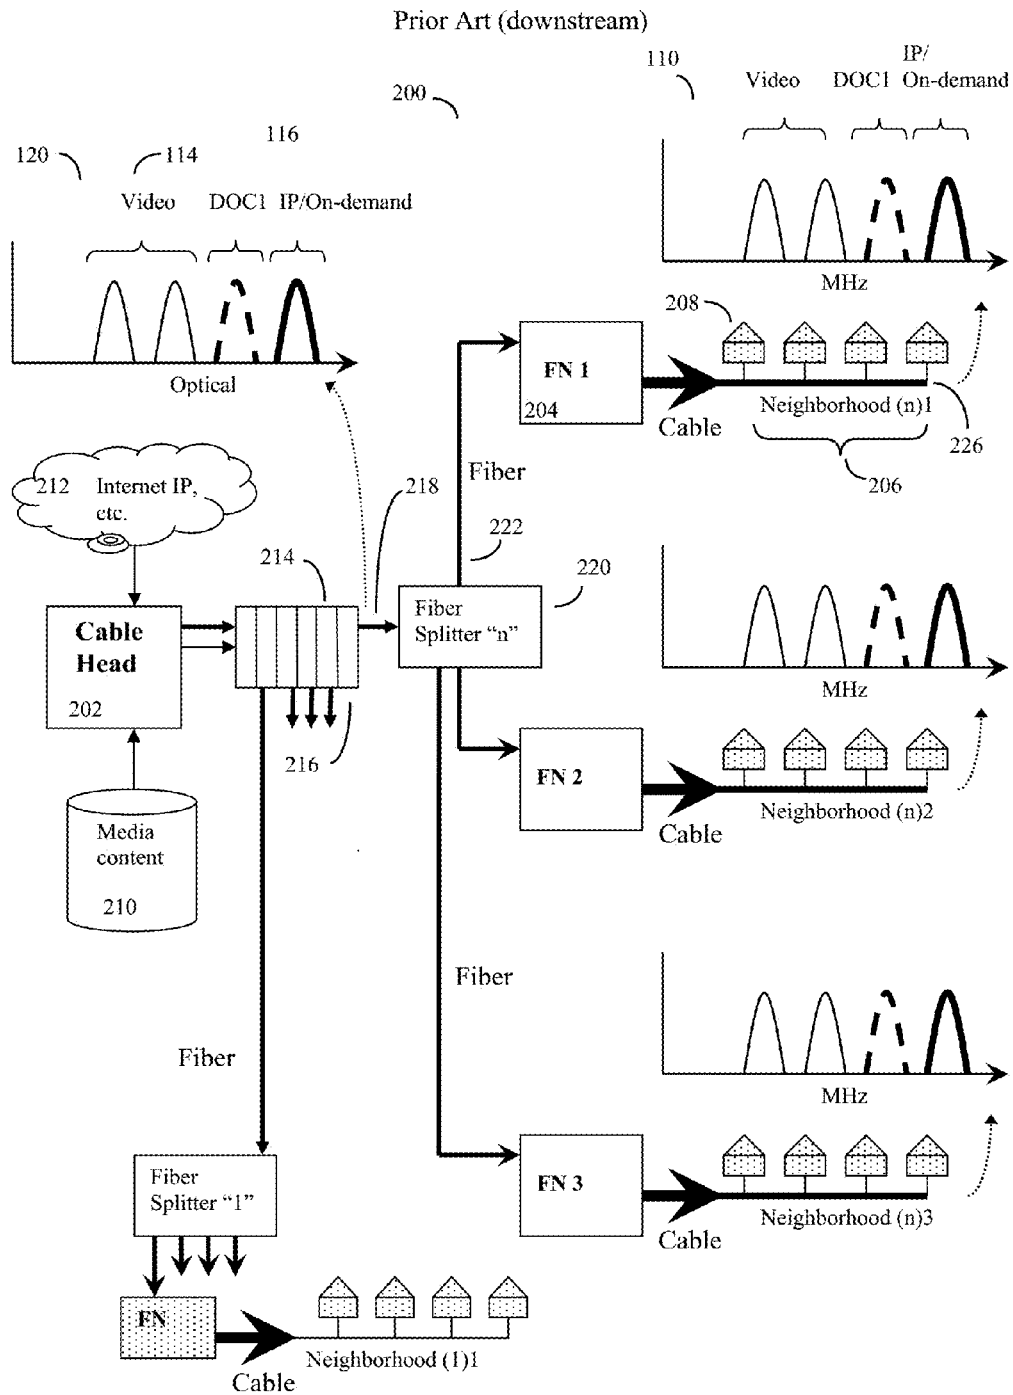 Prior Art (downstream)
200
110
Video
DOC1
IP/
On-demand
MHz
120
114
116
Video
DOC1
IP/On-demand
Optical
208
FN 1
204
Cable
Neighborhood (n)1
226
206
Fiber
212
Internet IP,
etc.
218
222
214
220
Fiber
Splitter “n”
Cable
Head
202
216
MHz
FN 2
Cable
Neighborhood (n)2
Media
content
210
Fiber
Fiber
MHz
FN 3
Cable
Neighborhood (n)3
Fiber
Splitter “1”
FN
Cable
Neighborhood (1)1